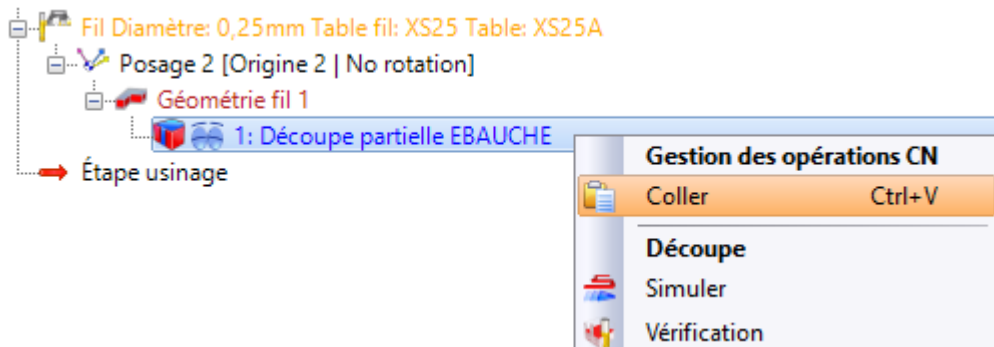 Fil Diamètre: 0,25mm Table fil: XS25 Table: XS25A
Posage 2 [Origine 2 | No rotation]
Géométrie fil 1
1: Découpe partielle EBAUCHE
Étape usinage
Gestion des opérations CN
Coller Ctrl+V
Découpe
Simuler
Vérification